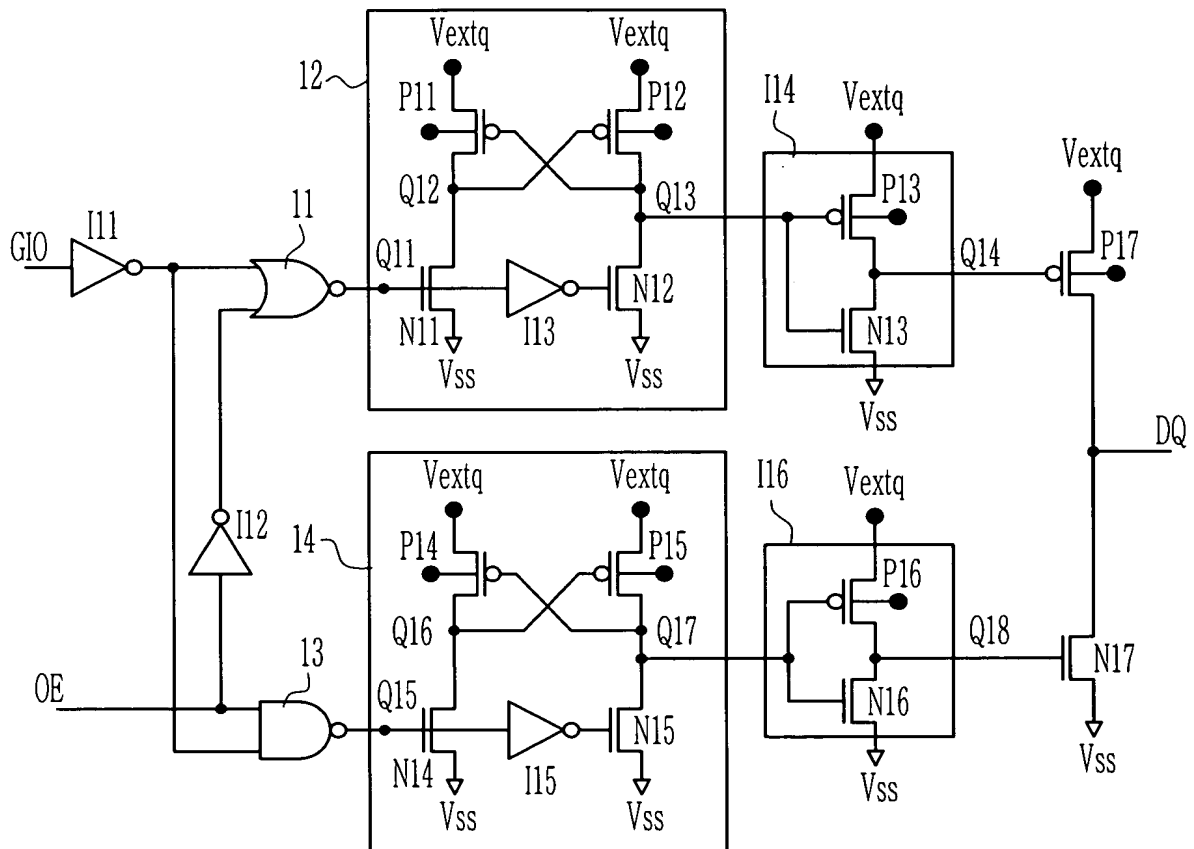 Vextq
Vextq
12
P11
P12
I14
Vextq
Vextq
Q12
Q13
P13
GIO
I11
11
Q11
Q14
P17
N12
N11
I13
N13
Vss
Vss
Vss
DQ
Vextq
Vextq
I16
Vextq
I12
14
P14
P15
P16
Q16
Q17
Q18
OE
13
Q15
N15
N16
N17
N14
I15
Vss
Vss
Vss
Vss